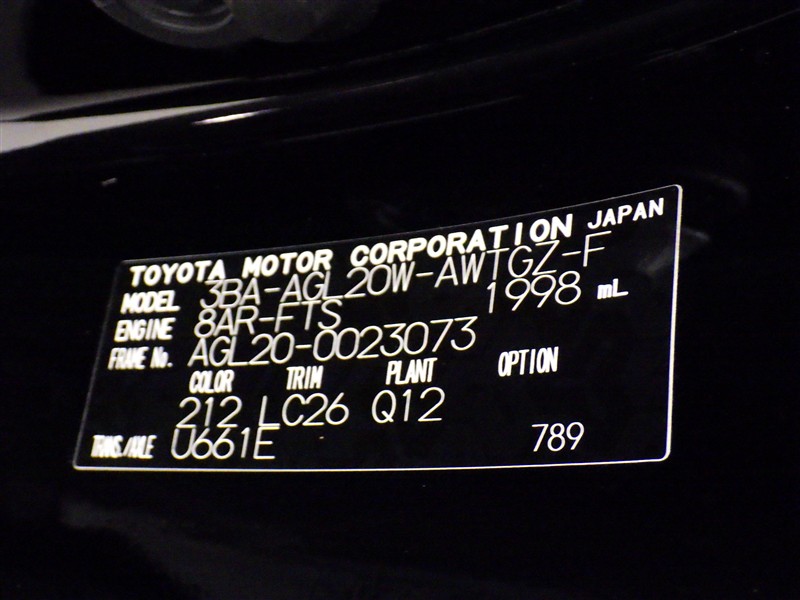 TOYOTA MOTOR CORPORATION JAPAN
MODEL 3BA-AGL20W-AWTGZ-F
ENGINE 8AR-FTS 1998 mL
FRAME No. AGL20-0023073
COLOR TRIM PLANT OPTION
212 LC26 Q12
TRANS./AXLE U661E 789